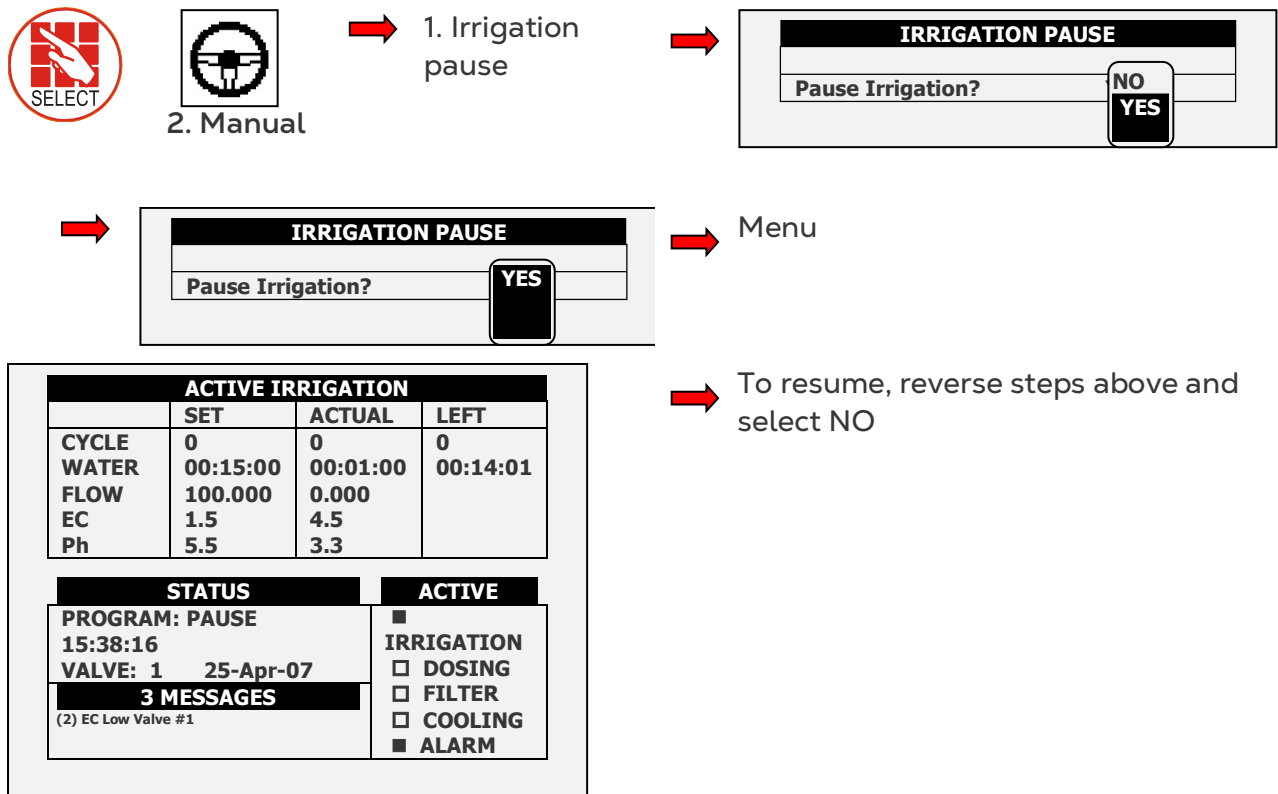 SELECT
2. Manual
1. Irrigation
pause
IRRIGATION PAUSE
Pause Irrigation?
NO
YES
IRRIGATION PAUSE
Pause Irrigation?
YES
Menu
ACTIVE IRRIGATION
SET ACTUAL LEFT
CYCLE 0 0 0
WATER 00:15:00 00:01:00 00:14:01
FLOW 100.000 0.000
EC 1.5 4.5
Ph 5.5 3.3
To resume, reverse steps above and
select NO
STATUS
PROGRAM: PAUSE
15:38:16
VALVE: 1 25-Apr-07
3 MESSAGES
(2) EC Low Valve #1
ACTIVE
■
IRRIGATION
□ DOSING
□ FILTER
□ COOLING
■ ALARM